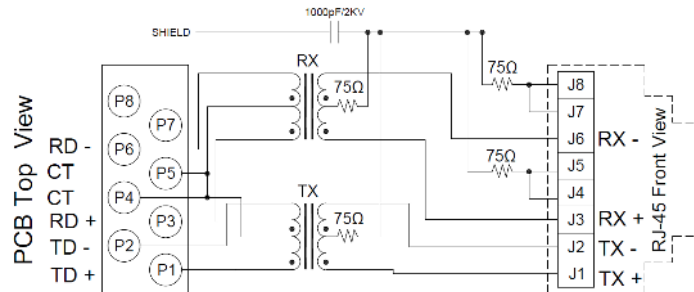 1000pF/2KV
SHIELD
RX
75Ω
75Ω
75Ω
TX
75Ω
PCB Top View
RD -
CT
CT
RD +
TD -
TD +
P8
P7
P6
P5
P4
P3
P2
P1
J8
J7
J6
J5
J4
J3
J2
J1
RX -
RX +
TX -
TX +
RJ-45 Front View